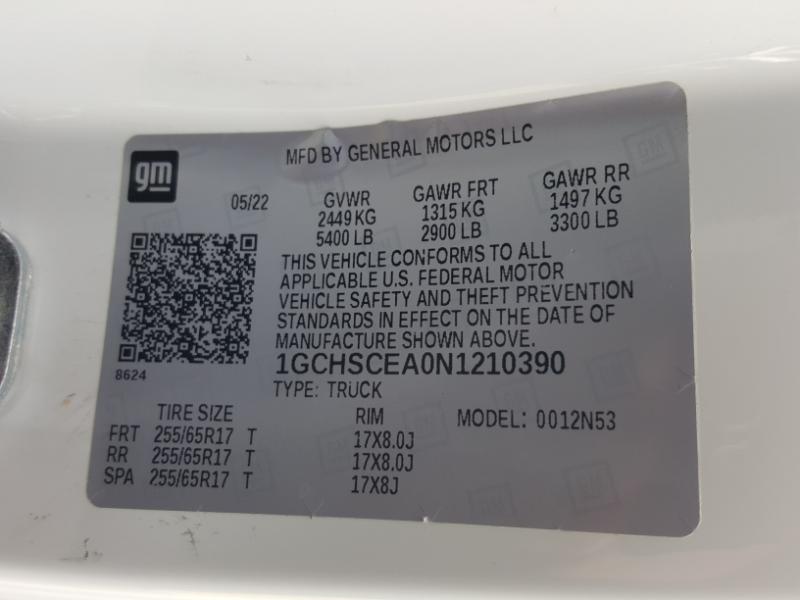 gm
MFD BY GENERAL MOTORS LLC
05/22
GVWR
2449 KG
5400 LB
GAWR FRT
1315 KG
2900 LB
GAWR RR
1497 KG
3300 LB
THIS VEHICLE CONFORMS TO ALL
APPLICABLE U.S. FEDERAL MOTOR
VEHICLE SAFETY AND THEFT PREVENTION
STANDARDS IN EFFECT ON THE DATE OF
MANUFACTURE SHOWN ABOVE.
8624
1GCHSCEA0N1210390
TYPE: TRUCK
TIRE SIZE RIM MODEL: 0012N53
FRT 255/65R17 T 17X8.0J
RR 255/65R17 T 17X8.0J
SPA 255/65R17 T 17X8J